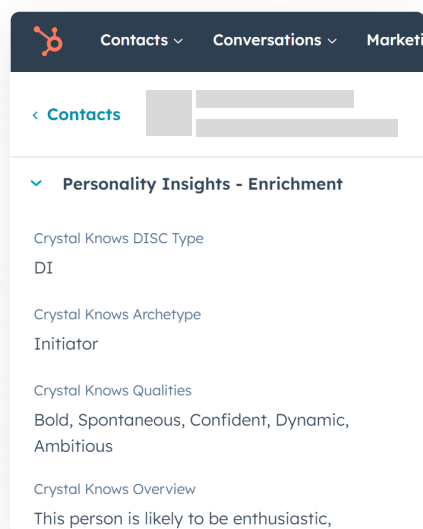 Contacts Conversations
Contacts
Personality Insights - Enrichment
Crystal Knows DISC Type
DI
Crystal Knows Archetype
Initiator
Crystal Knows Qualities
Bold, Spontaneous, Confident, Dynamic,
Ambitious
Crystal Knows Overview
This person is likely to be enthusiastic,